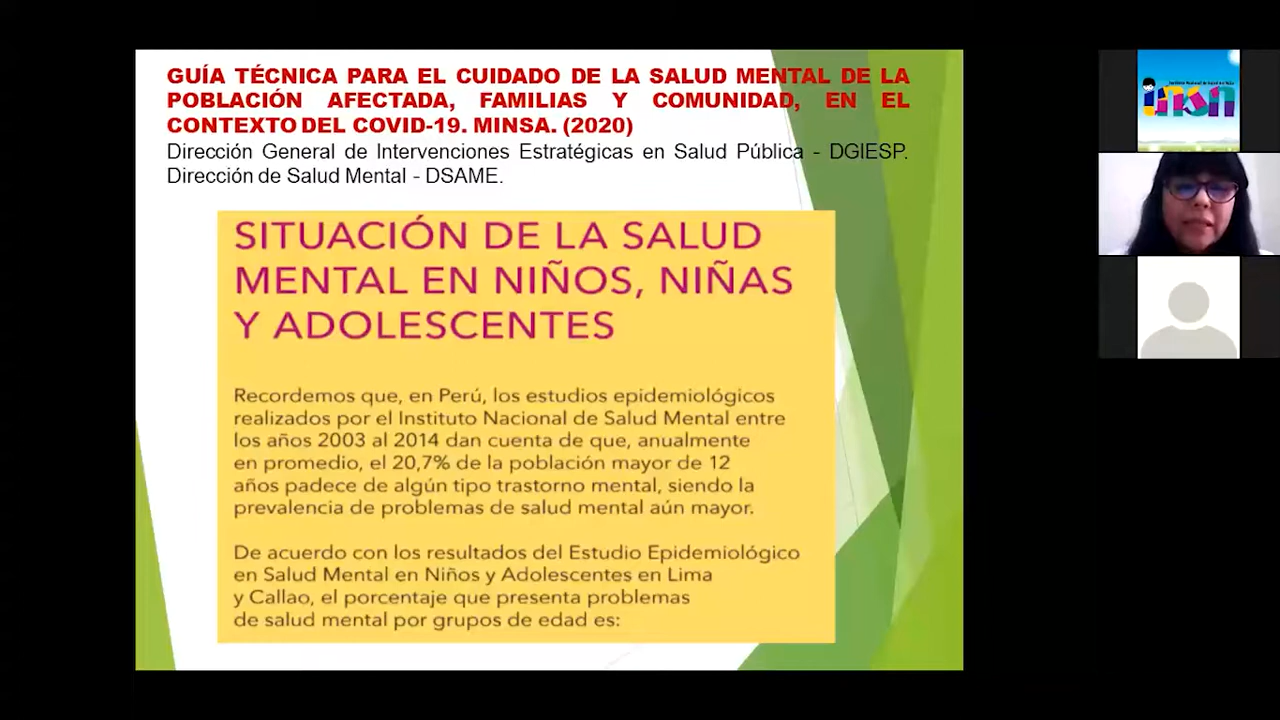 GUÍA TÉCNICA PARA EL CUIDADO DE LA SALUD MENTAL DE LA
POBLACIÓN AFECTADA, FAMILIAS Y COMUNIDAD, EN EL
CONTEXTO DEL COVID-19. MINSA. (2020)
Dirección General de Intervenciones Estratégicas en Salud Pública - DGIESP.
Dirección de Salud Mental - DSAME.
SITUACIÓN DE LA SALUD
MENTAL EN NIÑOS, NIÑAS
Y ADOLESCENTES
Recordemos que, en Perú, los estudios epidemiológicos
realizados por el Instituto Nacional de Salud Mental entre
los años 2003 al 2014 dan cuenta de que, anualmente
en promedio, el 20,7% de la población mayor de 12
años padece de algún tipo trastorno mental, siendo la
prevalencia de problemas de salud mental aún mayor.
De acuerdo con los resultados del Estudio Epidemiológico
en Salud Mental en Niños y Adolescentes en Lima
y Callao, el porcentaje que presenta problemas
de salud mental por grupos de edad es:
insn